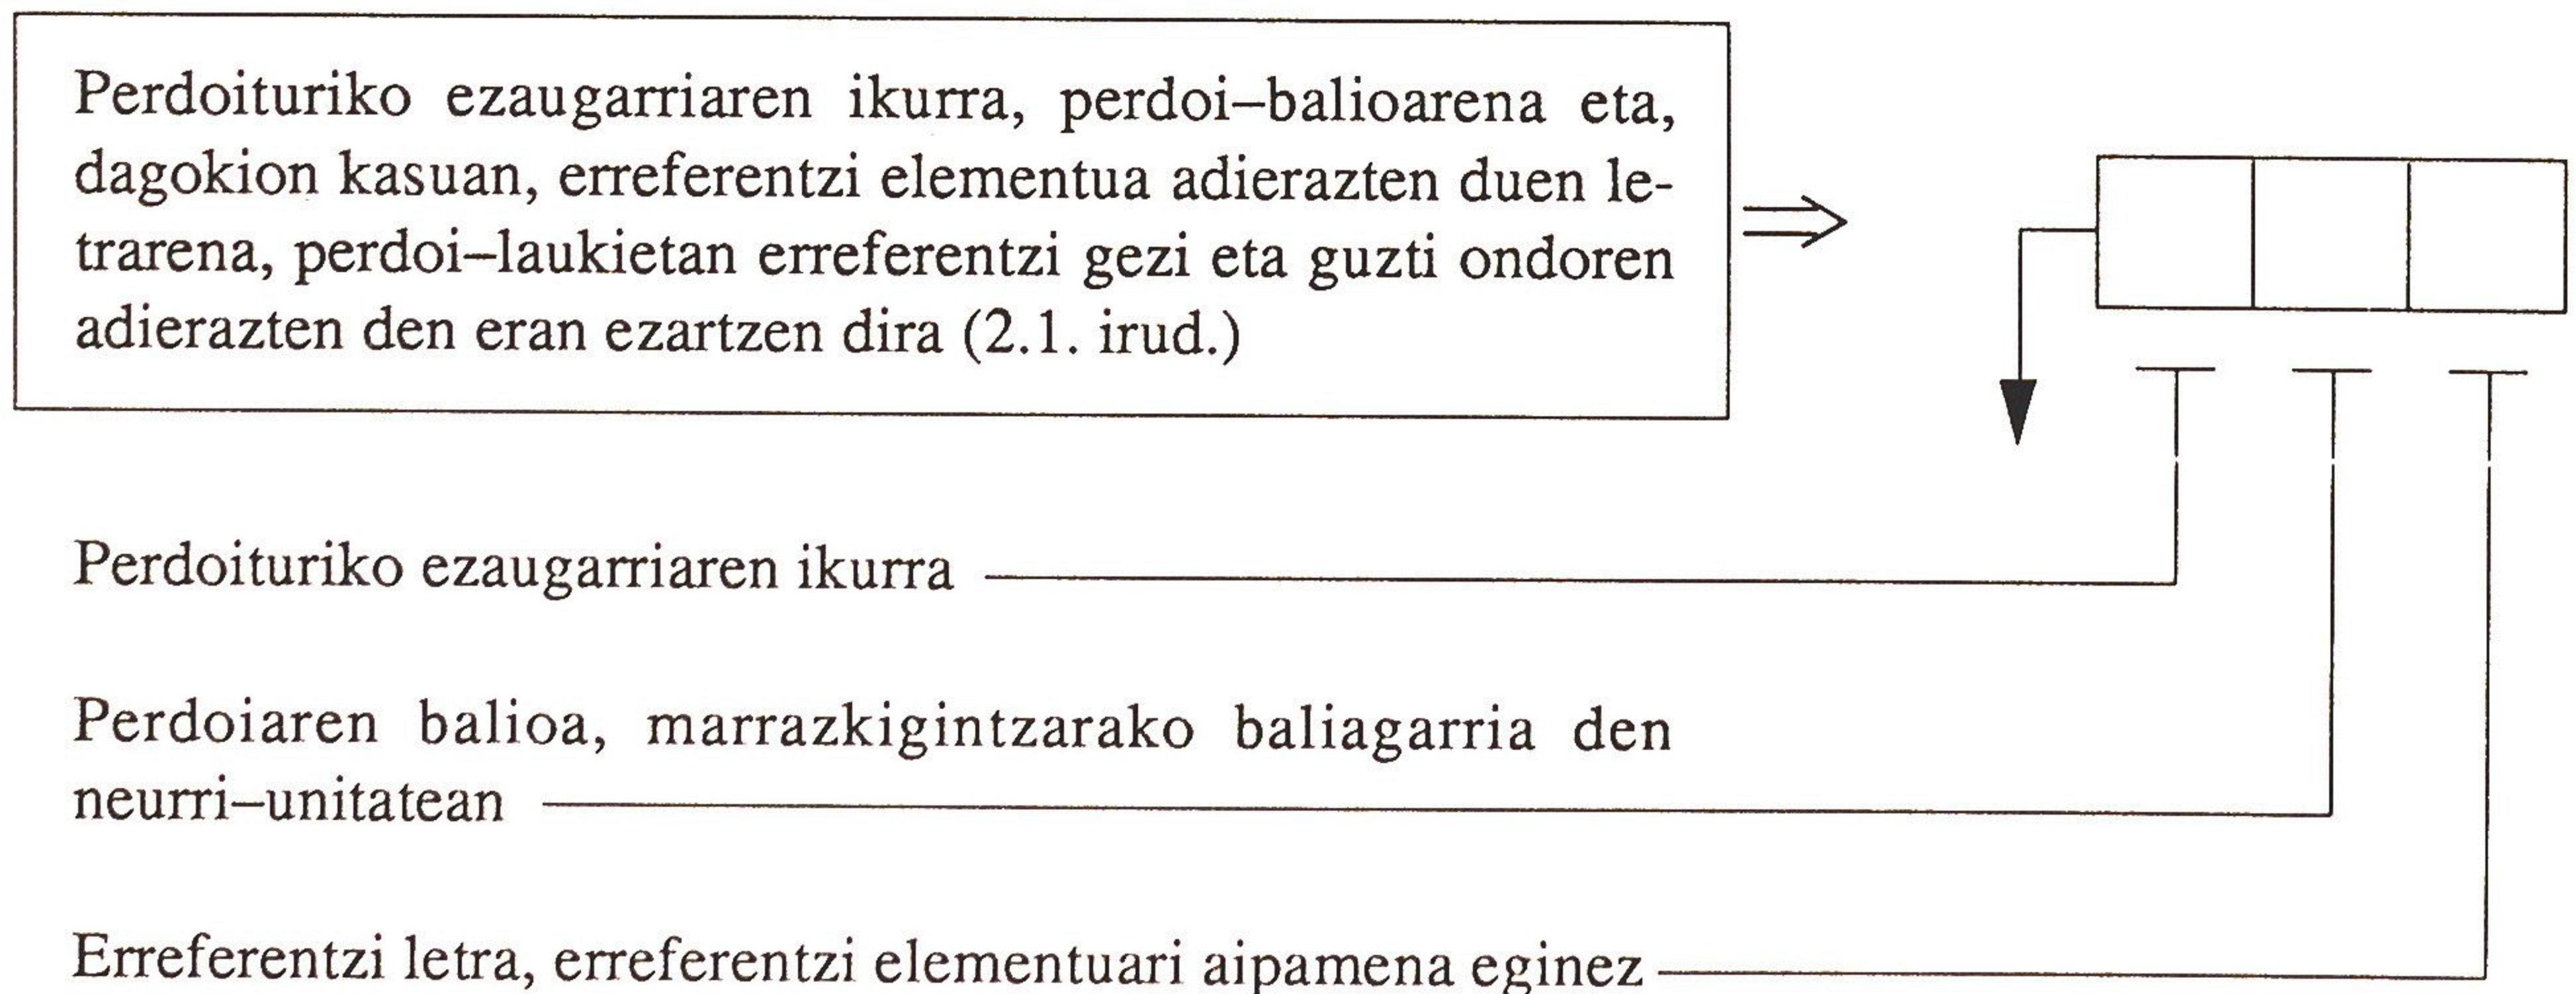 Perdoituriko ezaugarriaren ikurra, perdoi–balioarena eta,
dagokion kasuan, erreferentzi elementua adierazten duen le-
trarena, perdoi–laukietan erreferentzi gezi eta guzti ondoren
adierazten den eran ezartzen dira (2.1. irud.)
Perdoituriko ezaugarriaren ikurra
Perdoiaren balioa, marrazkigintzarako baliagarria den
neurri–unitatean
Erreferentzi letra, erreferentzi elementuari aipamena eginez